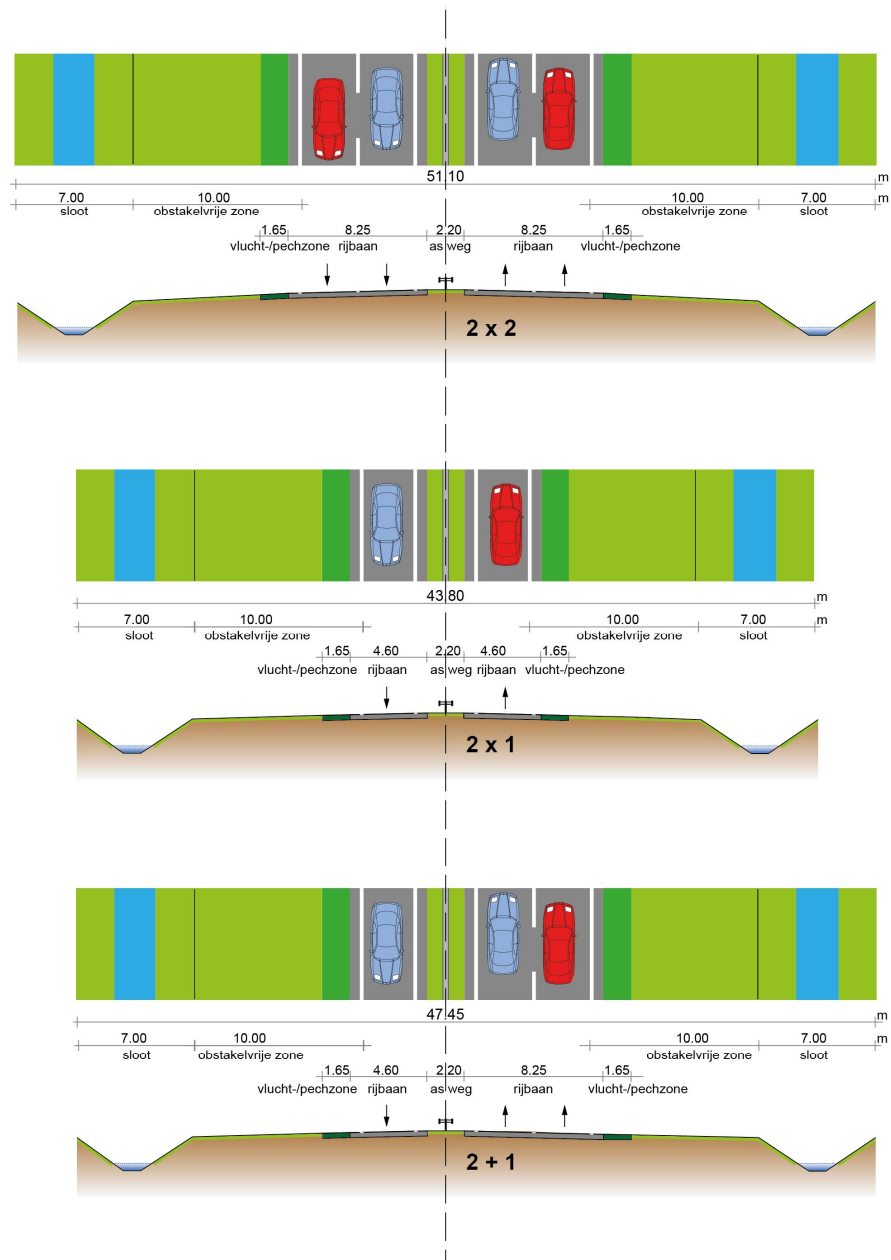 51.10 m
7.00 10.00 10.00 7.00 m
sloot obstakelvrije zone obstakelvrije zone sloot
1.65 8.25 2.20 8.25 1.65
vlucht-/pechzone rijbaan as weg rijbaan vlucht-/pechzone
2 x 2
43.80 m
7.00 10.00 10.00 7.00 m
sloot obstakelvrije zone obstakelvrije zone sloot
1.65 4.60 2.20 4.60 1.65
vlucht-/pechzone rijbaan as weg rijbaan vlucht-/pechzone
2 x 1
47.45 m
7.00 10.00 10.00 7.00 m
sloot obstakelvrije zone obstakelvrije zone sloot
1.65 4.60 2.20 8.25 1.65
vlucht-/pechzone rijbaan as weg rijbaan vlucht-/pechzone
2 + 1